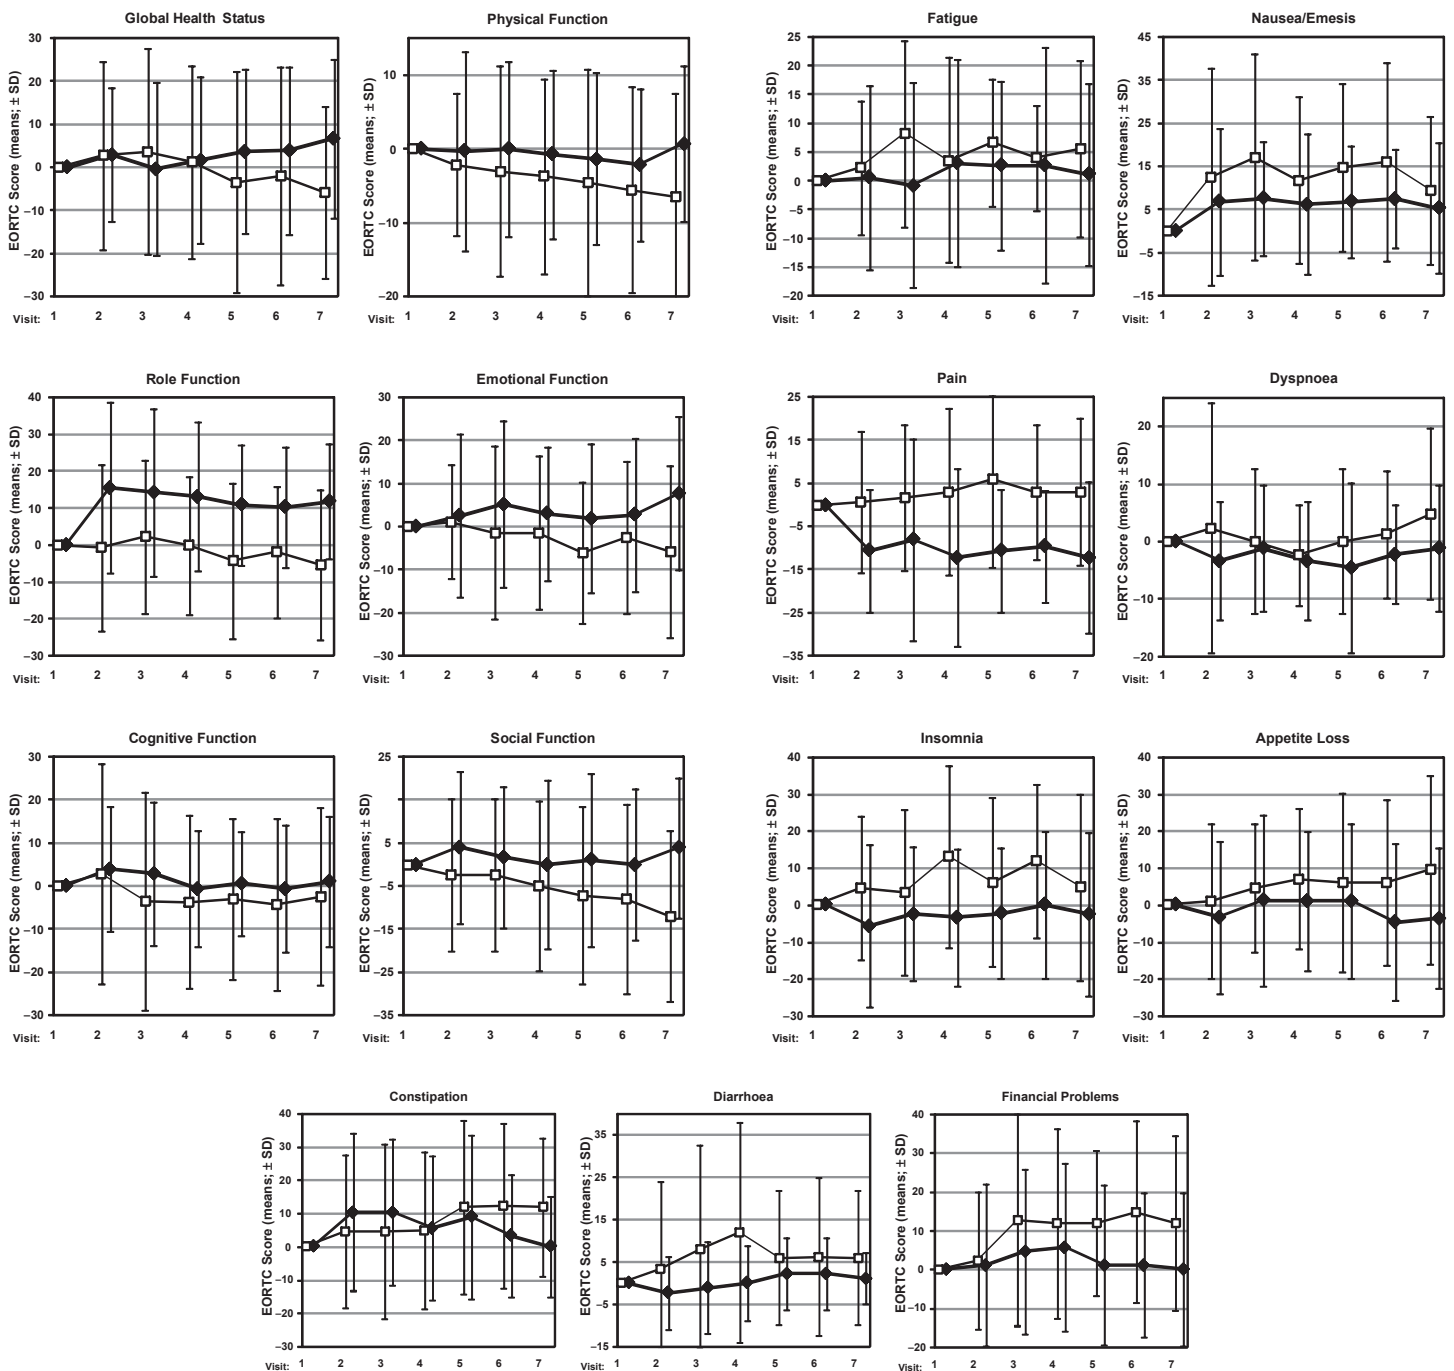 Global Health Status
EORTC Score (means; ± SD)
30
20
10
0
–10
–20
–30
Visit: 1 2 3 4 5 6 7
Physical Function
EORTC Score (means; ± SD)
10
0
–10
–20
1 2 3 4 5 6 7
Fatigue
EORTC Score (means; ± SD)
25
20
15
10
5
0
–5
–10
–15
–20
Visit: 1 2 3 4 5 6 7
Nausea/Emesis
EORTC Score (means; ± SD)
45
35
25
15
5
–5
–15
Visit: 1 2 3 4 5 6 7
Role Function
EORTC Score (means; ± SD)
40
30
20
10
0
–10
–20
–30
Visit: 1 2 3 4 5 6 7
Emotional Function
EORTC Score (means; ± SD)
30
20
10
0
–10
–20
–30
Visit: 1 2 3 4 5 6 7
Pain
EORTC Score (means; ± SD)
25
15
5
–5
–15
–25
–35
Visit: 1 2 3 4 5 6 7
Dyspnoea
EORTC Score (means; ± SD)
20
10
0
–10
–20
Visit: 1 2 3 4 5 6 7
Cognitive Function
EORTC Score (means; ± SD)
30
20
10
0
–10
–20
–30
Visit: 1 2 3 4 5 6 7
Social Function
EORTC Score (means; ± SD)
25
15
5
–5
–15
–25
–35
Visit: 1 2 3 4 5 6 7
Insomnia
EORTC Score (means; ± SD)
40
30
20
10
0
–10
–20
–30
Visit: 1 2 3 4 5 6 7
Appetite Loss
EORTC Score (means; ± SD)
40
30
20
10
0
–10
–20
–30
Visit: 1 2 3 4 5 6 7
Constipation
EORTC Score (means; ± SD)
40
30
20
10
0
–10
–20
–30
Visit: 1 2 3 4 5 6 7
Diarrhoea
EORTC Score (means; ± SD)
35
25
15
5
–5
–15
Visit: 1 2 3 4 5 6 7
Financial Problems
EORTC Score (means; ± SD)
40
30
20
10
0
–10
–20
Visit: 1 2 3 4 5 6 7